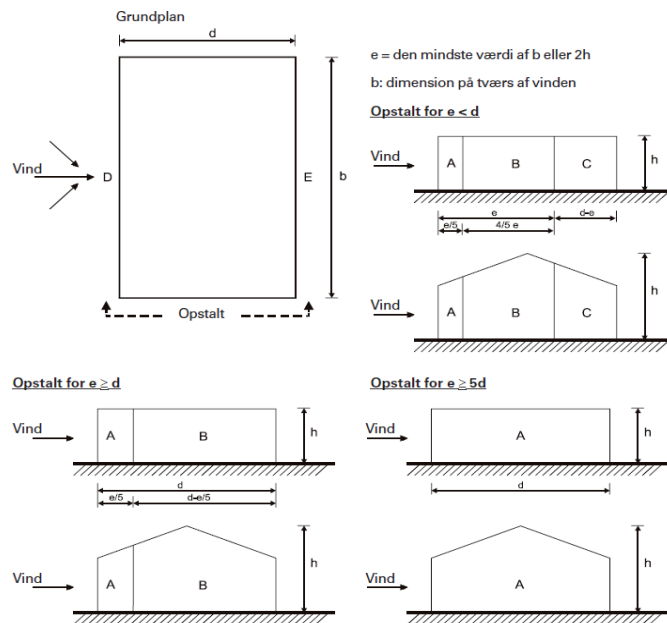 Grundplan
d
e = den mindste værdi af b eller 2h
b: dimension på tværs af vinden
Opstalt for e < d
Vind
D
E
b
Vind
A
B
C
h
e
d-e
e/5
4/5 e
Opstalt
Vind
A
B
C
h
Opstalt for e ≥ d
Opstalt for e ≥ 5d
Vind
A
B
h
d
e/5
d-e/5
Vind
A
h
d
Vind
A
B
h
Vind
A
h